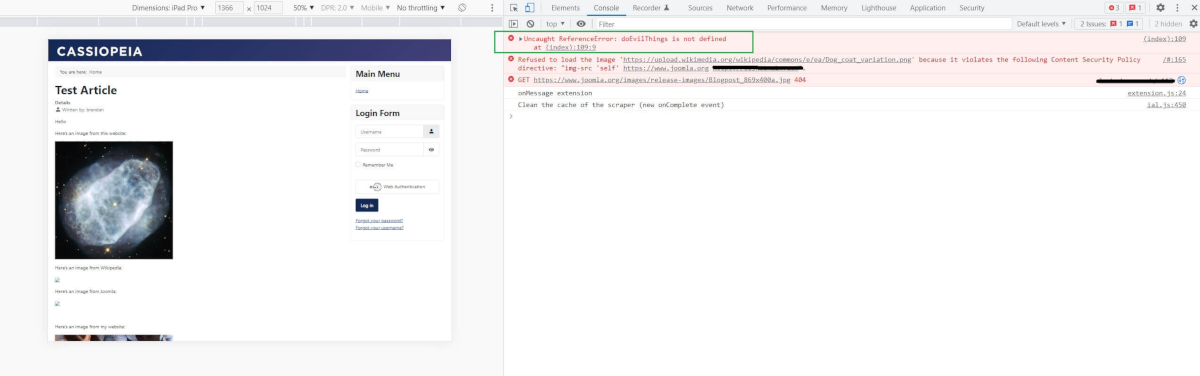 Dimensions: iPad Pro ▼ 1366 × 1024 50% ▼ DPR: 2.0 ▼ Mobile ▼ No throttling ▼
Elements Console Recorder Sources Network Performance Memory Lighthouse Application Security 3 1
top ▼ Filter Default levels ▼ 2 Issues: 1 1 2 hidden
CASSIOPEIA
You are here: Home
Test Article
Details
Written by: brendan
Hello
Here's an image from this website:
Here's an image from Wikipedia:
Here's an image from Joomla:
Here's an image from my website:
Main Menu
Home
Login Form
Username
Password
Remember Me
Web Authentication
Log in
Forgot your password?
Forgot your username?
Uncaught ReferenceError: doEvilThings is not defined (index):109
at (index):109:9
Refused to load the image 'https://upload.wikimedia.org/wikipedia/commons/e/ea/Dog_coat_variation.png' because it violates the following Content Security Policy /#:165
directive: "img-src 'self' https://www.joomla.org
GET https://www.joomla.org/images/release-images/Blogpost_869x400a.jpg 404
onMessage extension extension.js:24
Clean the cache of the scraper (new onComplete event) ial.js:450